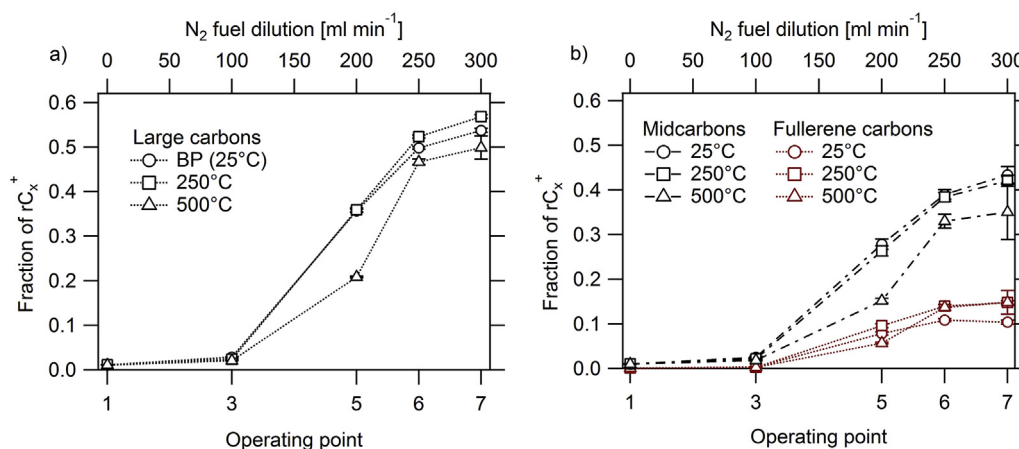 N₂ fuel dilution [ml min⁻¹]
0 50 100 150 200 250 300
a)
0.6
0.5
0.4
0.3
0.2
0.1
0.0
Fraction of rCₓ⁺
Large carbons
BP (25°C)
250°C
500°C
1 3 5 6 7
Operating point
N₂ fuel dilution [ml min⁻¹]
0 50 100 150 200 250 300
b)
0.6
0.5
0.4
0.3
0.2
0.1
0.0
Fraction of rCₓ⁺
Midcarbons Fullerene carbons
25°C 25°C
250°C 250°C
500°C 500°C
1 3 5 6 7
Operating point